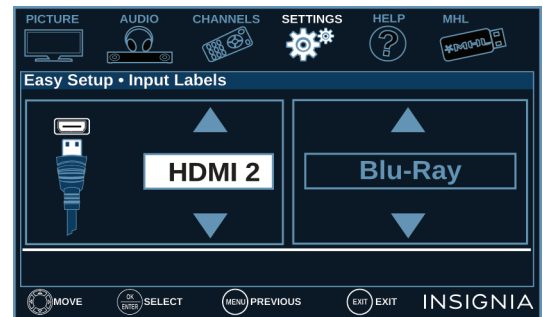 PICTURE AUDIO CHANNELS SETTINGS HELP MHL
?
MHL
Easy Setup • Input Labels
HDMI 2 Blu-Ray
MOVE OK ENTER SELECT MENU PREVIOUS EXIT EXIT INSIGNIA